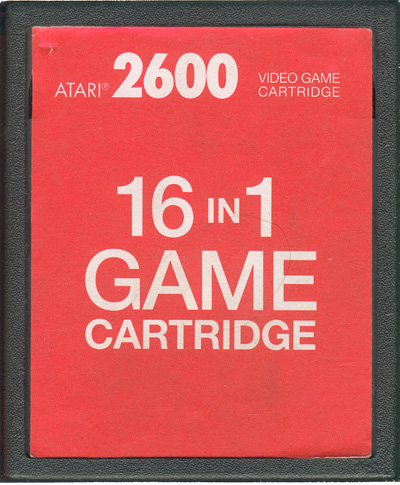 ATARI® 2600 VIDEO GAME
CARTRIDGE
16 IN 1
GAME
CARTRIDGE